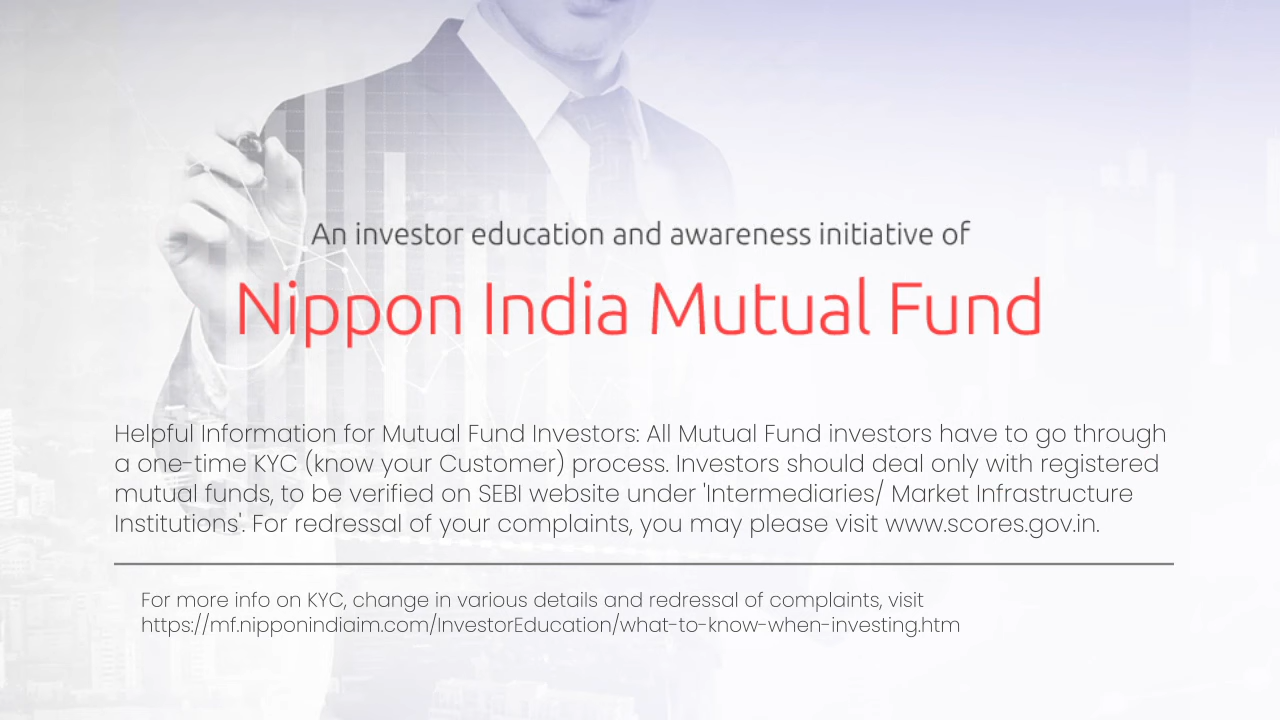 An investor education and awareness initiative of
Nippon India Mutual Fund
Helpful Information for Mutual Fund Investors: All Mutual Fund investors have to go through
a one-time KYC (know your Customer) process. Investors should deal only with registered
mutual funds, to be verified on SEBI website under 'Intermediaries/ Market Infrastructure
Institutions'. For redressal of your complaints, you may please visit www.scores.gov.in.
For more info on KYC, change in various details and redressal of complaints, visit
https://mf.nipponindiaim.com/InvestorEducation/what-to-know-when-investing.htm